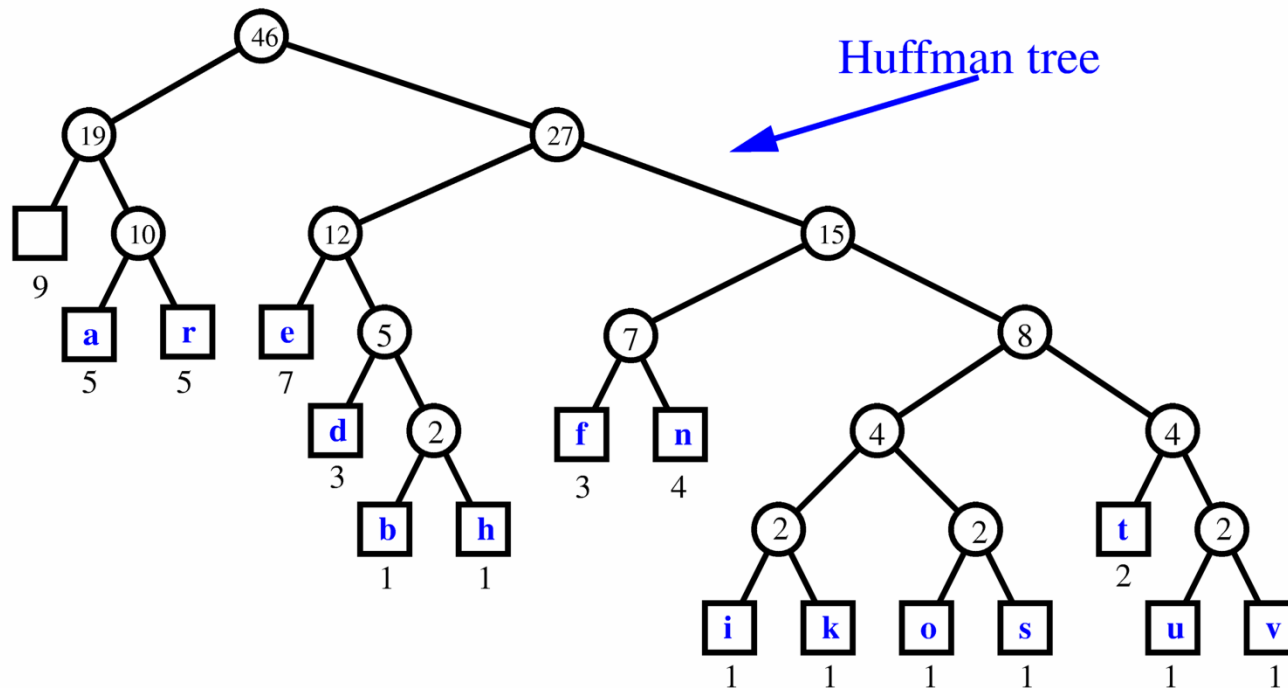 46
Huffman tree
19 27
10 12 15
9
a r e 5 7 8
5 5 7
d 2 f n 4 4
3 3 4
b h 2 2 t 2
1 1 2
i k o s u v
1 1 1 1 1 1